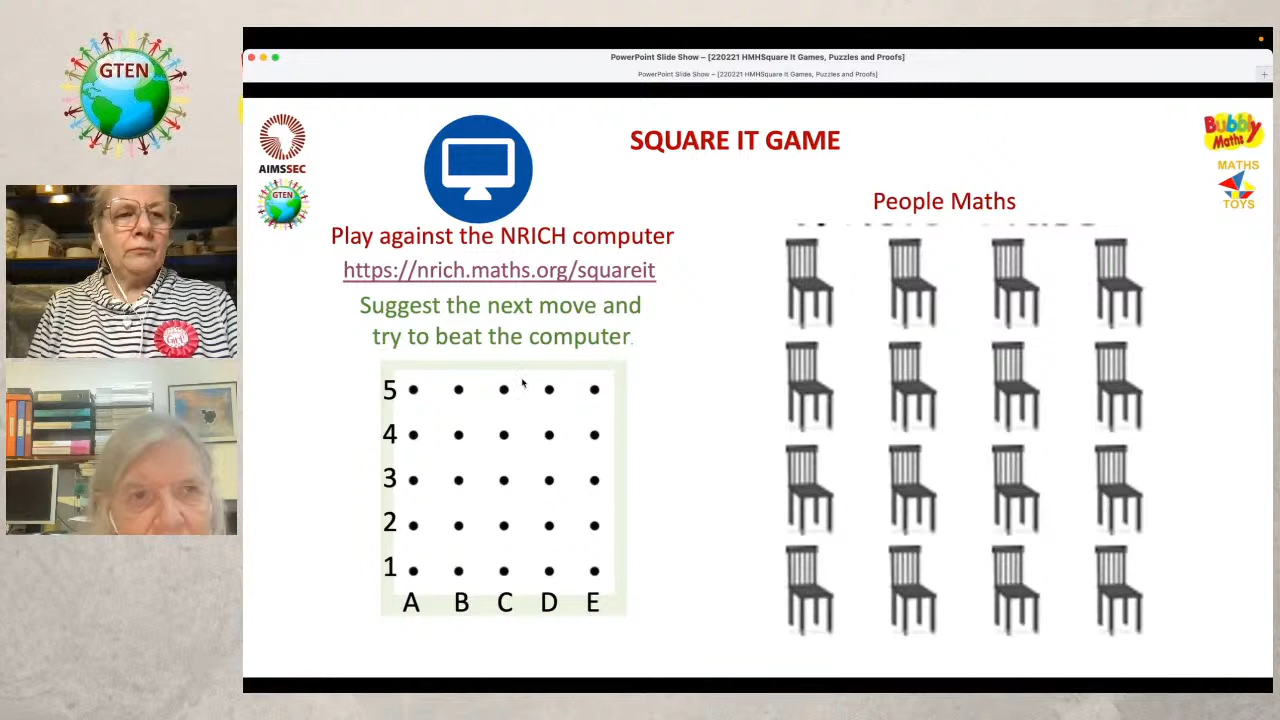 GTEN
PowerPoint Slide Show – [220221 HMHSquare It Games, Puzzles and Proofs]
PowerPoint Slide Show – [220221 HMHSquare It Games, Puzzles and Proofs]
AIMSSEC
GTEN
SQUARE IT GAME
Bubbly
Maths
MATHS
TOYS
Play against the NRICH computer
https://nrich.maths.org/squareit
Suggest the next move and
try to beat the computer.
5
4
3
2
1
A B C D E
People Maths